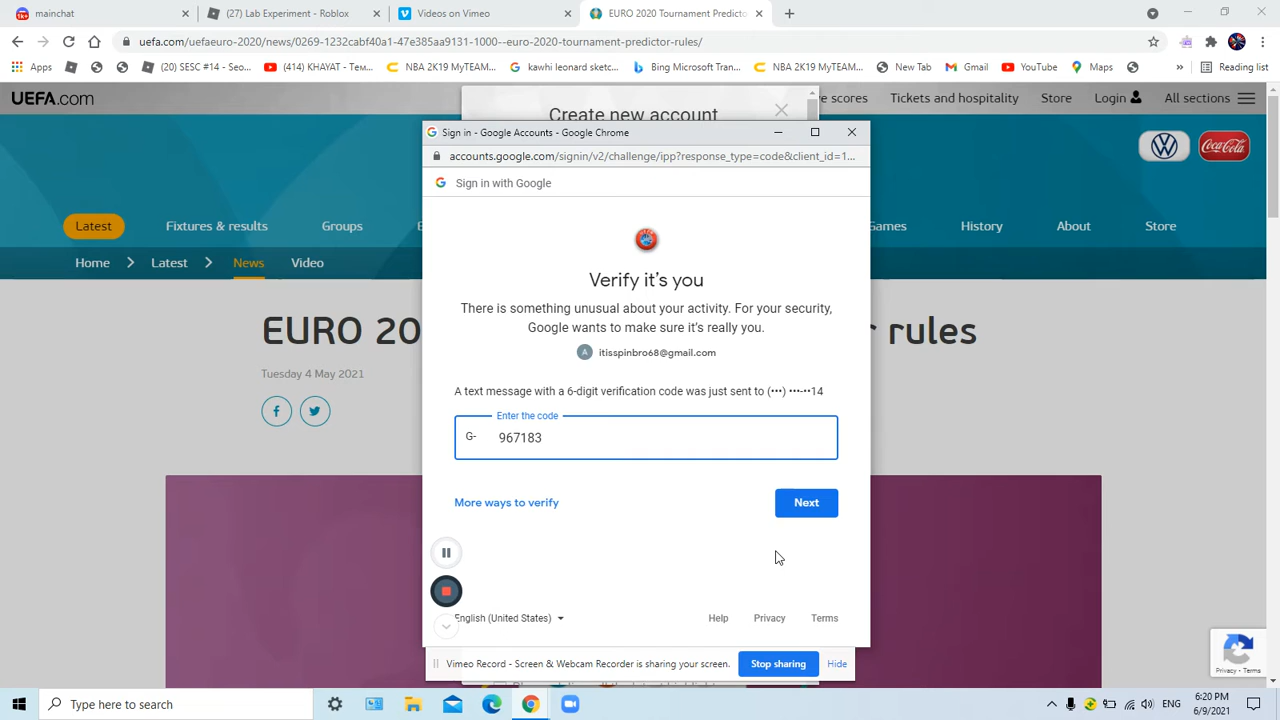 1K+ mainchat
(27) Lab Experiment - Roblox
Videos on Vimeo
EURO 2020 Tournament Predicto
uefa.com/uefaeuro-2020/news/0269-1232cabf40a1-47e385aa9131-1000--euro-2020-tournament-predictor-rules/
Apps
(20) SESC #14 - Seo...
(414) KHAYAT - Tim...
NBA 2K19 MyTEAM...
kawhi leonard sketc...
Bing Microsoft Tran...
NBA 2K19 MyTEAM...
New Tab
Gmail
YouTube
Maps
»
Reading list
UEFA.com
e scores
Tickets and hospitality
Store
Login
All sections
Create new account
Sign in - Google Accounts - Google Chrome
accounts.google.com/signin/v2/challenge/ipp?response_type=code&client_id=1...
Sign in with Google
Coca-Cola
Latest
Fixtures & results
Groups
Games
History
About
Store
Home
Latest
News
Video
Verify it's you
There is something unusual about your activity. For your security,
Google wants to make sure it's really you.
A itisspinbro68@gmail.com
EURO 20
r rules
Tuesday 4 May 2021
A text message with a 6-digit verification code was just sent to (•••) •••-••14
Enter the code
G- 967183
More ways to verify
Next
English (United States)
Help
Privacy
Terms
Vimeo Record - Screen & Webcam Recorder is sharing your screen.
Stop sharing
Hide
Privacy - Terms
Type here to search
ENG
6:20 PM
6/9/2021